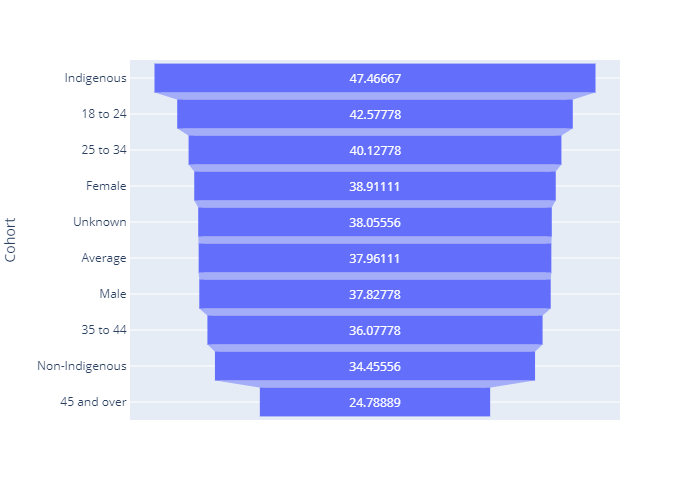 Cohort
Indigenous 47.46667
18 to 24 42.57778
25 to 34 40.12778
Female 38.91111
Unknown 38.05556
Average 37.96111
Male 37.82778
35 to 44 36.07778
Non-Indigenous 34.45556
45 and over 24.78889